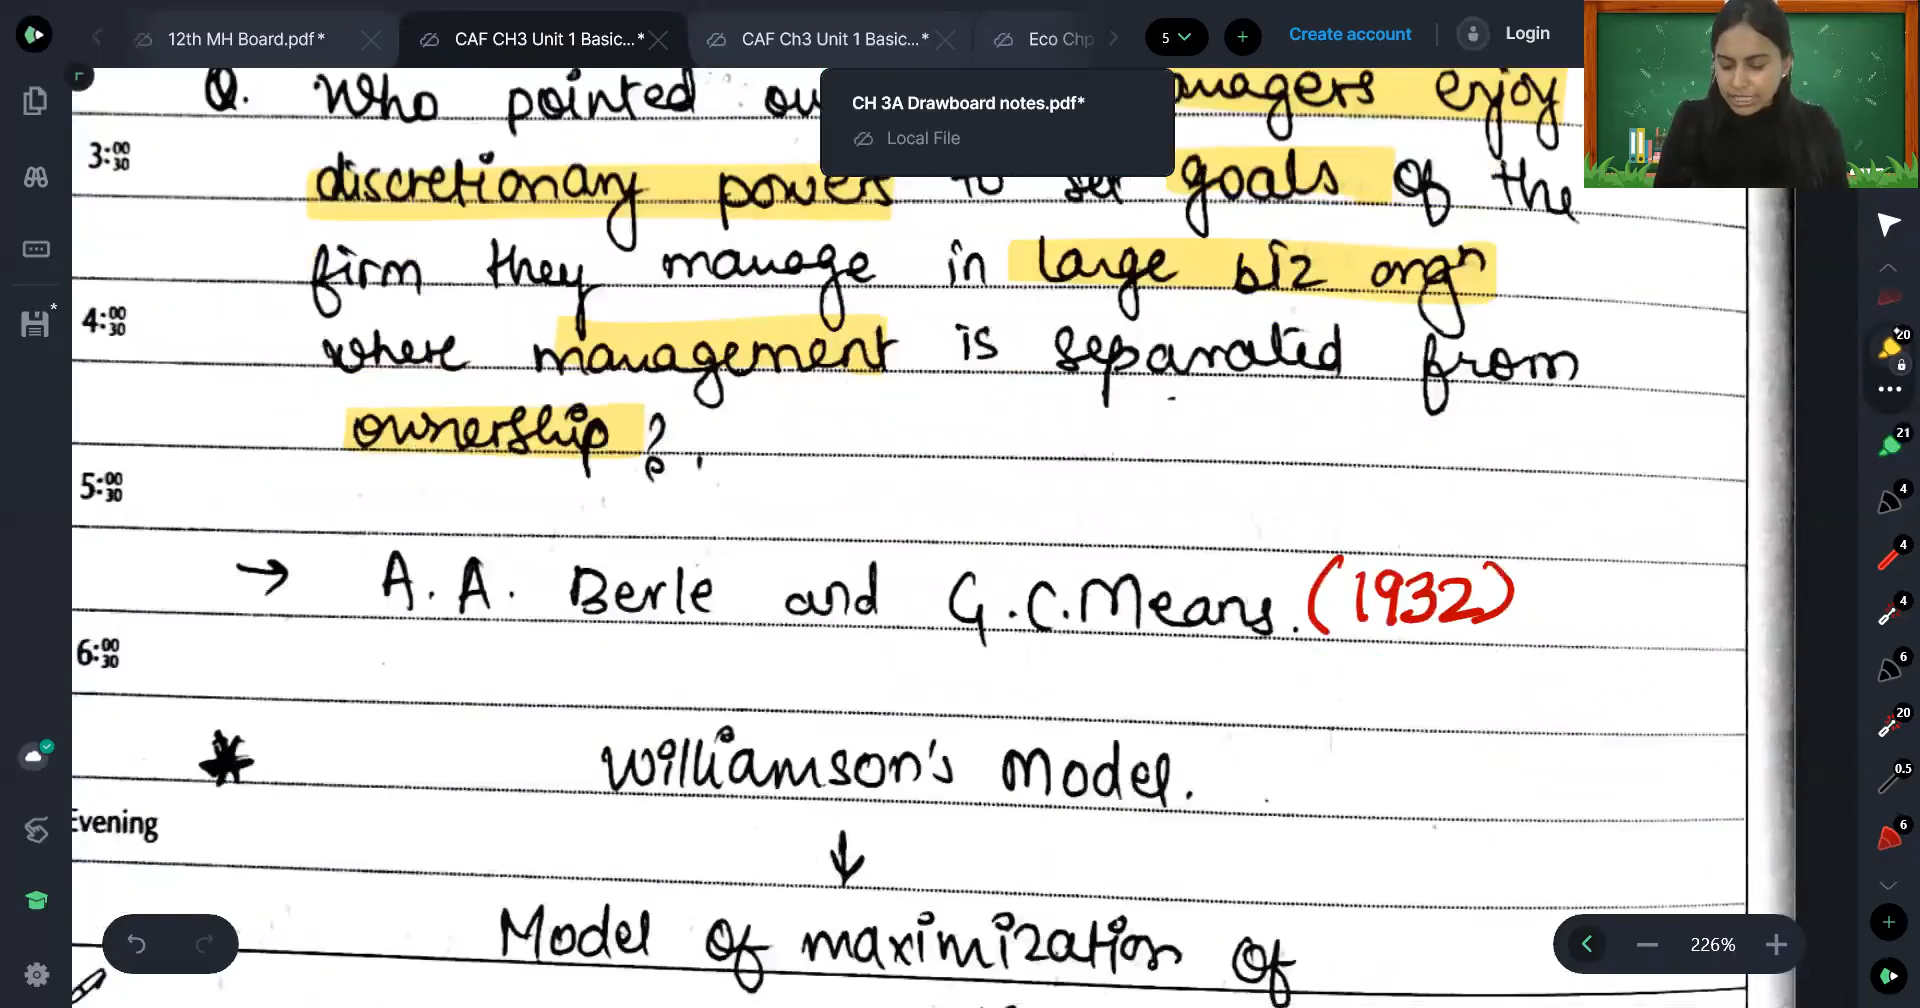 12th MH Board.pdf*
CAF CH3 Unit 1 Basic...*
CAF Ch3 Unit 1 Basic...*
Eco Chp
5
Create account
Login
CH 3A Drawboard notes.pdf*
Local File
Q. Who pointed nagers enjoy
3:00
30
discretionary powers to set goals of the
firm they manage in large biz orgn
4:00
30
where management is separated from
ownership ?
5:00
30
→ A. A. Berle and G.C. Means. (1932)
6:00
30
* Williamson's Model.
Evening
↓
Model of maximization of
20
21
4
4
4
6
20
0.5
6
226%